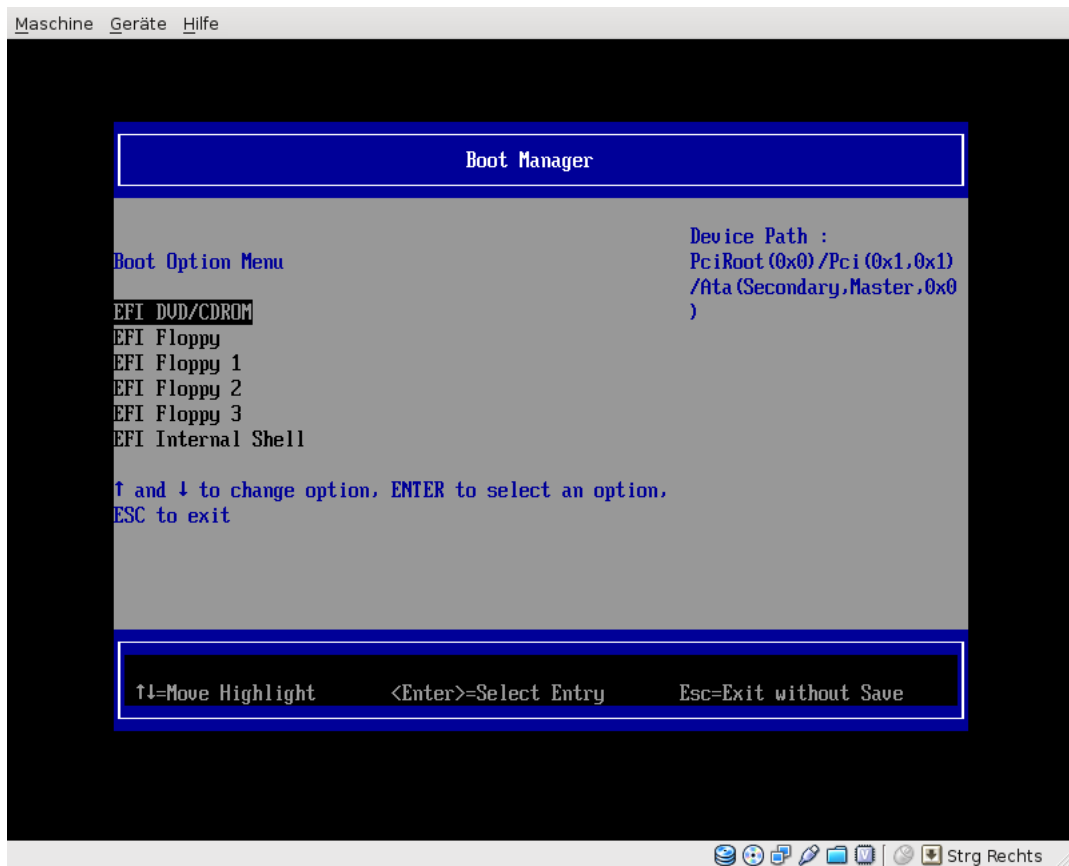 Maschine Geräte Hilfe
Boot Manager
Boot Option Menu
EFI DVD/CDROM
EFI Floppy
EFI Floppy 1
EFI Floppy 2
EFI Floppy 3
EFI Internal Shell
↑ and ↓ to change option, ENTER to select an option,
ESC to exit
Device Path :
PciRoot(0x0)/Pci(0x1,0x1)
/Ata(Secondary,Master,0x0
)
↑↓=Move Highlight <Enter>=Select Entry Esc=Exit without Save
Strg Rechts